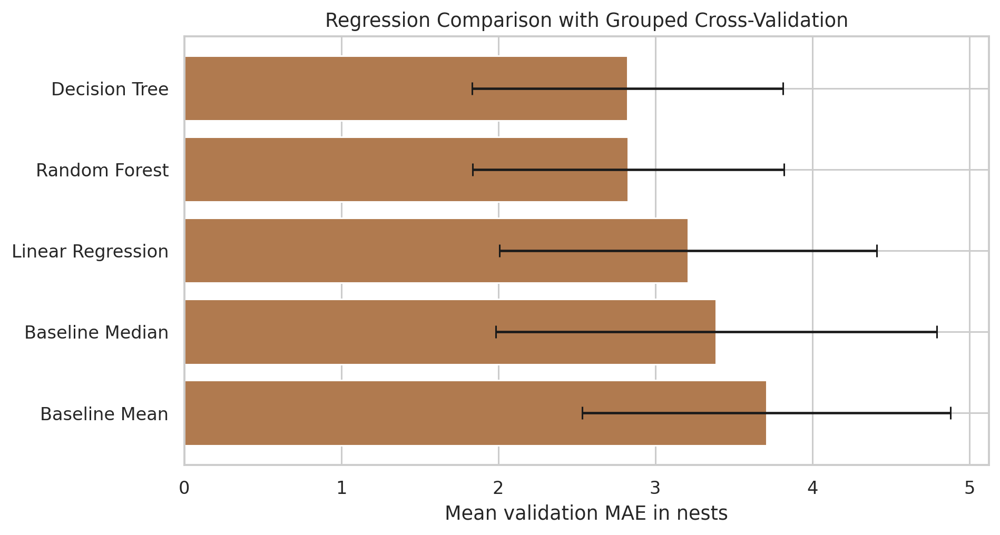 Regression Comparison with Grouped Cross-Validation
Decision Tree
Random Forest
Linear Regression
Baseline Median
Baseline Mean
0 1 2 3 4 5
Mean validation MAE in nests